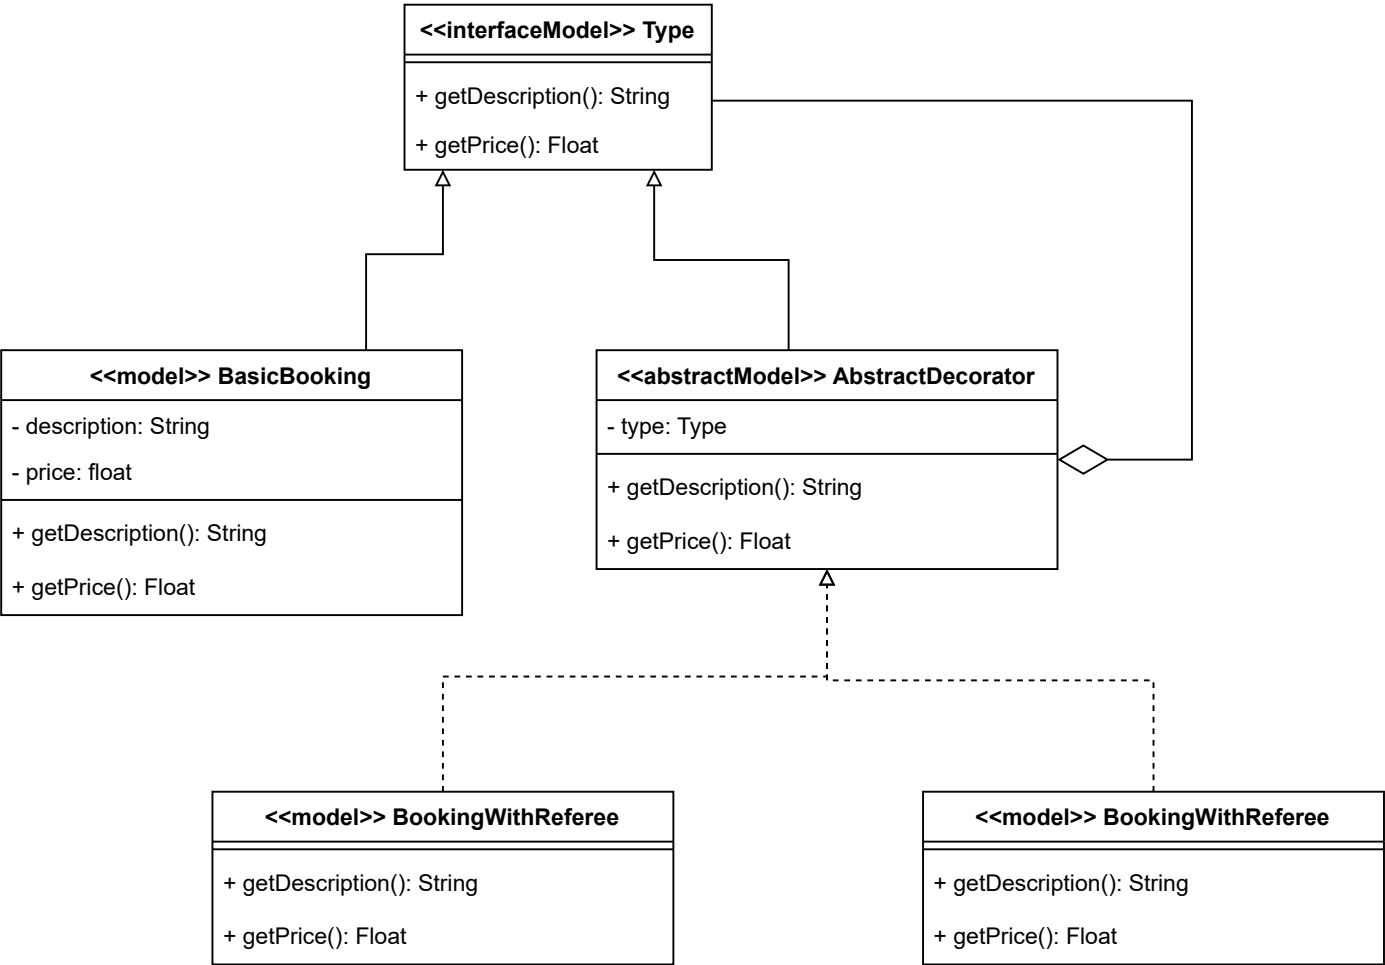 <<interfaceModel>> Type
+ getDescription(): String
+ getPrice(): Float
<<model>> BasicBooking
- description: String
- price: float
+ getDescription(): String
+ getPrice(): Float
<<abstractModel>> AbstractDecorator
- type: Type
+ getDescription(): String
+ getPrice(): Float
<<model>> BookingWithReferee
+ getDescription(): String
+ getPrice(): Float
<<model>> BookingWithReferee
+ getDescription(): String
+ getPrice(): Float